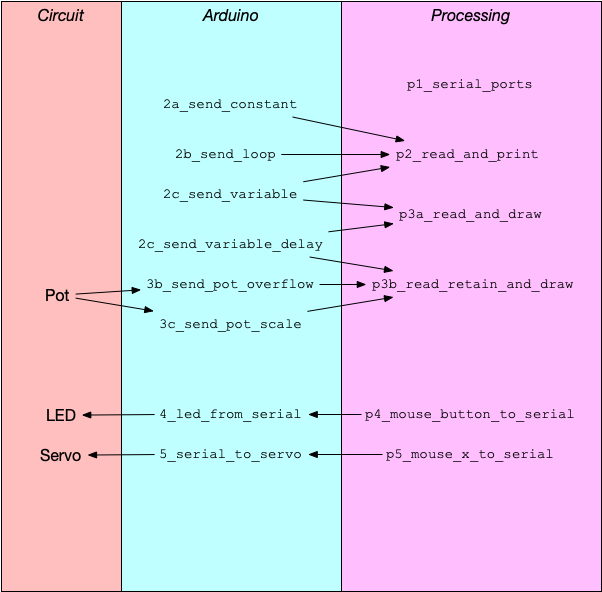 Circuit
Arduino
Processing
p1_serial_ports
2a_send_constant
2b_send_loop
p2_read_and_print
2c_send_variable
p3a_read_and_draw
2c_send_variable_delay
3b_send_pot_overflow
p3b_read_retain_and_draw
Pot
3c_send_pot_scale
LED
4_led_from_serial
p4_mouse_button_to_serial
Servo
5_serial_to_servo
p5_mouse_x_to_serial